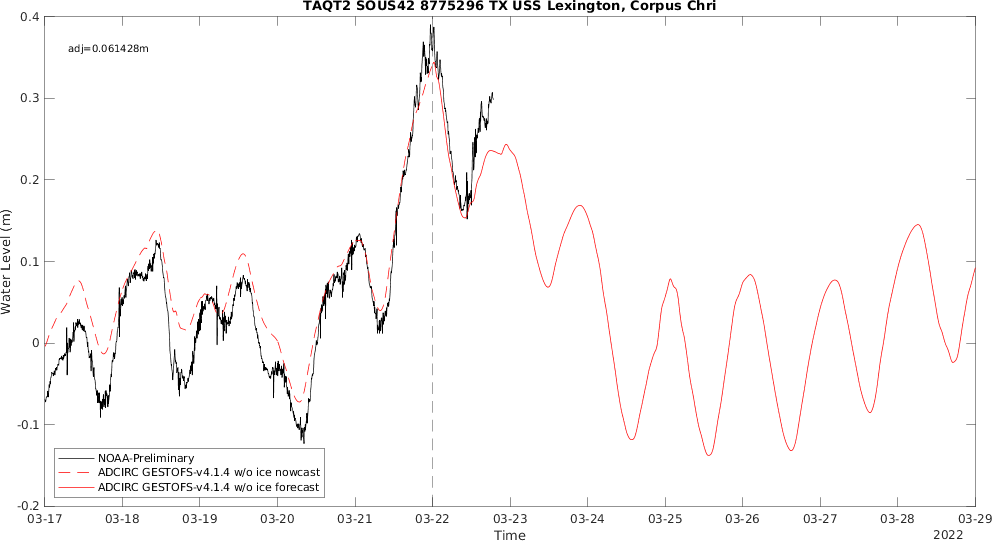 TAQT2 SOUS42 8775296 TX USS Lexington, Corpus Chri
adj=0.061428m
0.4
0.3
0.2
0.1
0
-0.1
-0.2
Water Level (m)
NOAA-Preliminary
ADCIRC GESTOFS-v4.1.4 w/o ice nowcast
ADCIRC GESTOFS-v4.1.4 w/o ice forecast
03-17 03-18 03-19 03-20 03-21 03-22 03-23 03-24 03-25 03-26 03-27 03-28 03-29
Time
2022